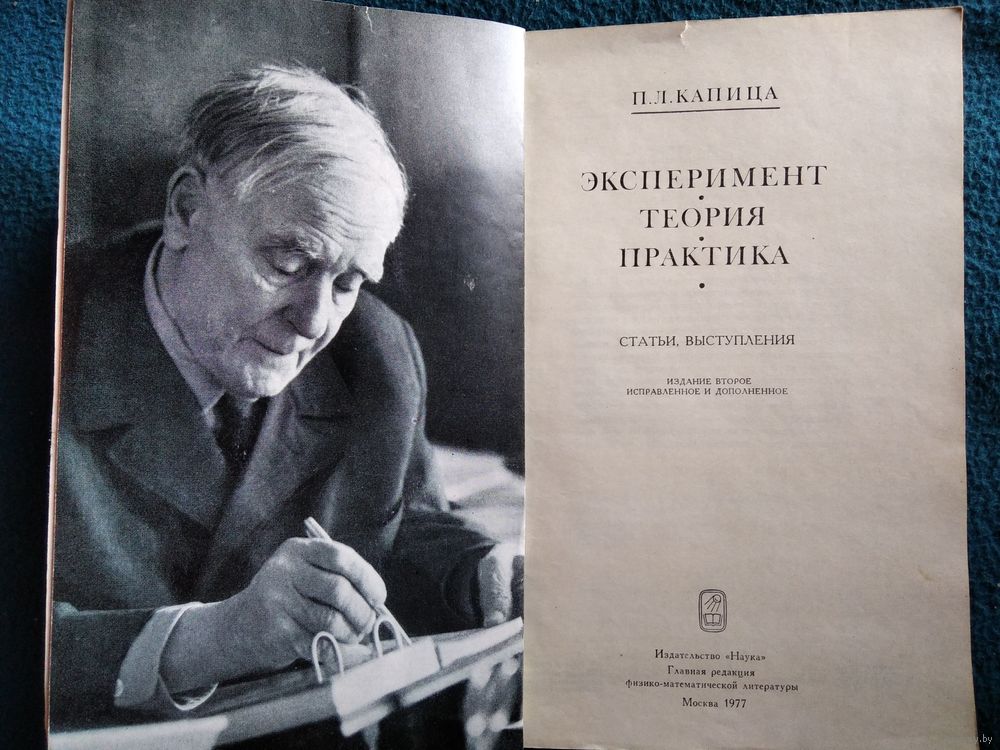 П.Л.КАПИЦА
ЭКСПЕРИМЕНТ
ТЕОРИЯ
ПРАКТИКА
СТАТЬИ, ВЫСТУПЛЕНИЯ
ИЗДАНИЕ ВТОРОЕ
ИСПРАВЛЕННОЕ И ДОПОЛНЕННОЕ
Издательство «Наука»
Главная редакция
физико-математической литературы
Москва 1977